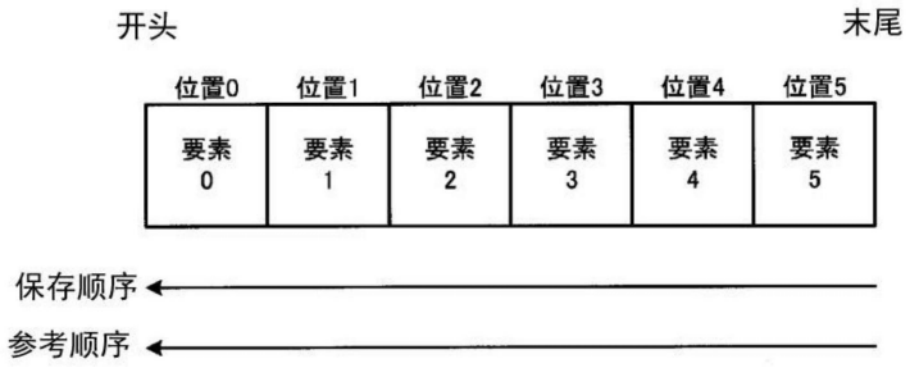 开头 末尾
位置0 位置1 位置2 位置3 位置4 位置5
要素 要素 要素 要素 要素 要素
0 1 2 3 4 5
保存顺序
参考顺序